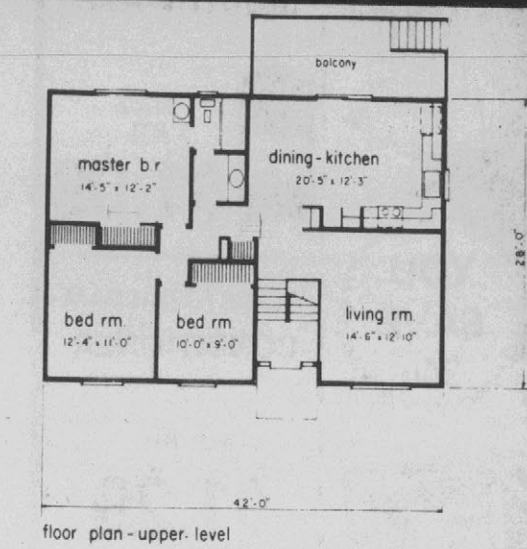 balcony
master b.r
14'-5" x 12'-2"
dining-kitchen
20'-5" x 12'-3"
28'-0"
bed rm.
12'-4" x 11'-0"
bed rm.
10'-0" x 9'-0"
living rm.
14'-6" x 12'-10"
42'-0"
floor plan - upper - level